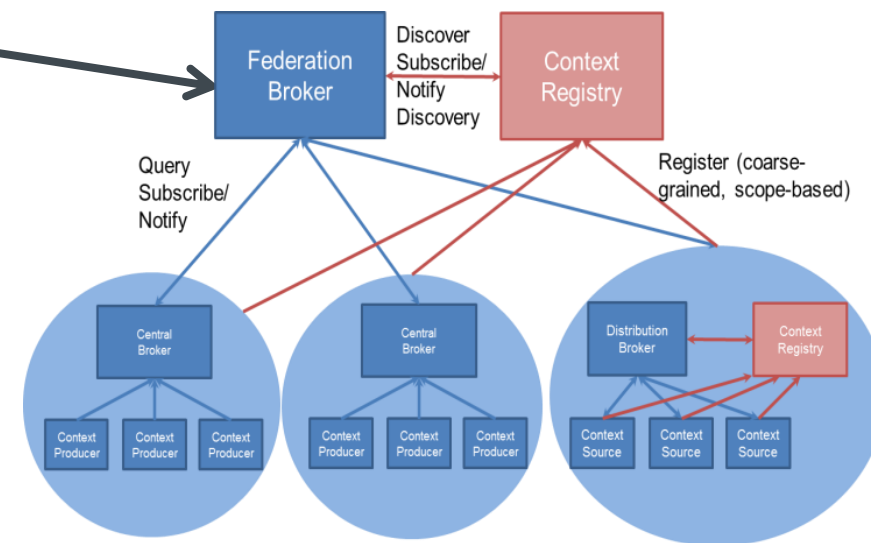 Federation
Broker
Discover
Subscribe/
Notify
Discovery
Context
Registry
Query
Subscribe/
Notify
Register (coarse-
grained, scope-based)
Central
Broker
Context
Producer
Context
Producer
Context
Producer
Central
Broker
Context
Producer
Context
Producer
Context
Producer
Distribution
Broker
Context
Registry
Context
Source
Context
Source
Context
Source